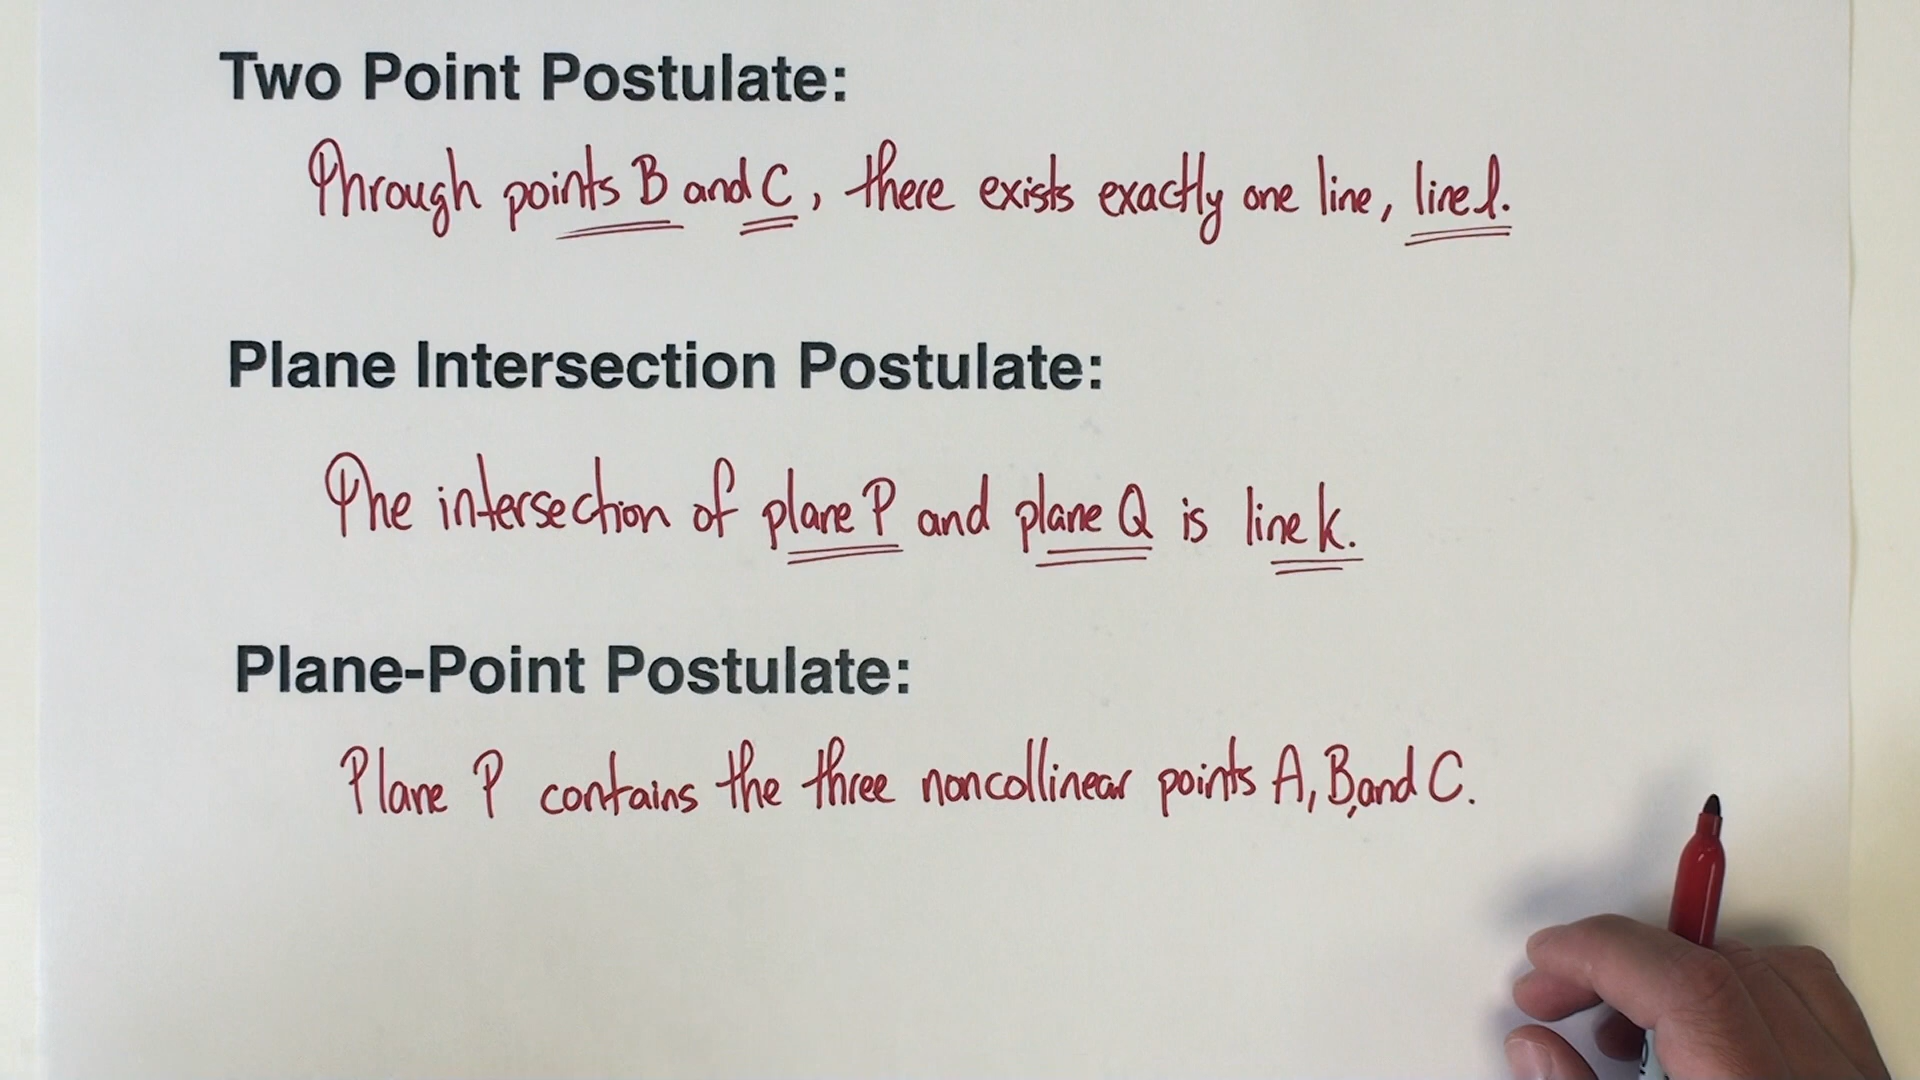 Two Point Postulate:
Through points B and C, there exists exactly one line, line l.
Plane Intersection Postulate:
The intersection of plane P and plane Q is line k.
Plane-Point Postulate:
Plane P contains the three noncollinear points A, B, and C.